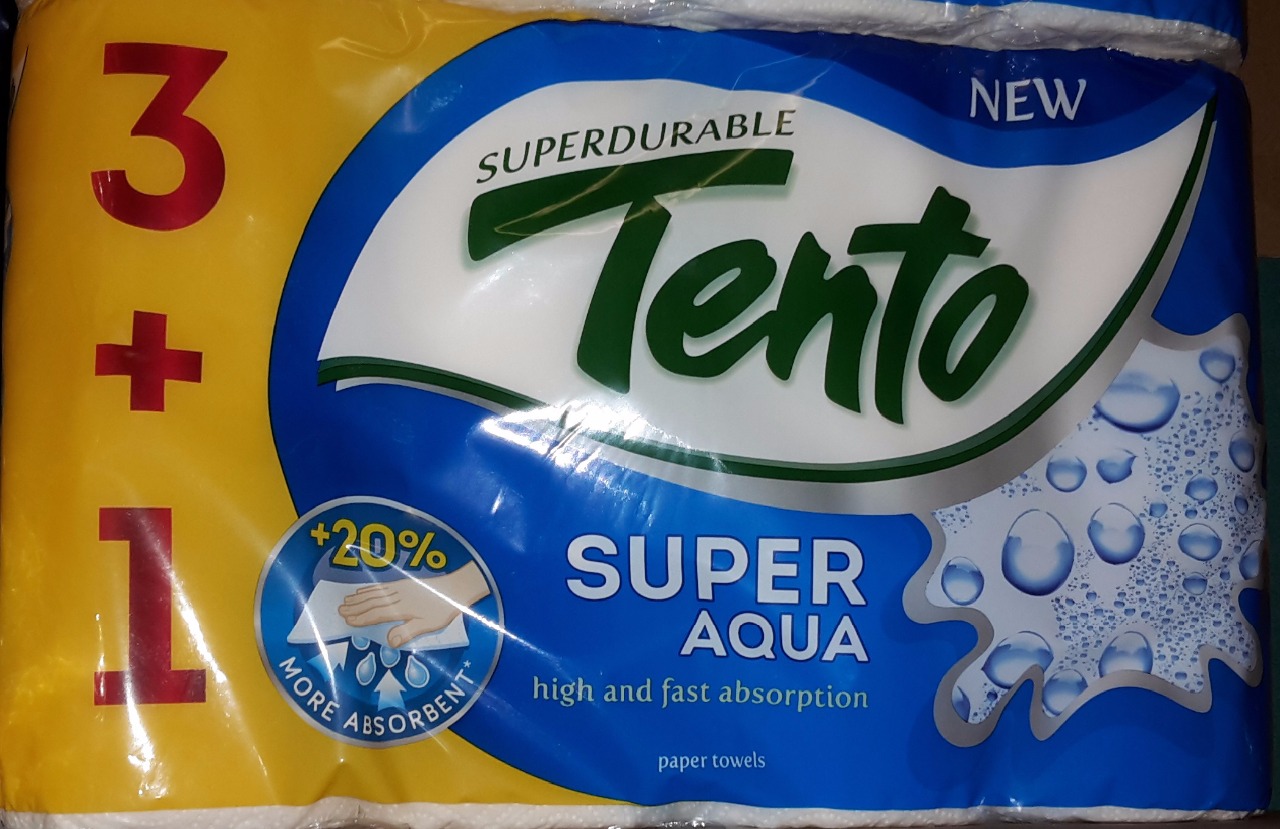 3
+
1
NEW
SUPERDURABLE
Tento
+20%
MORE ABSORBENT*
SUPER
AQUA
high and fast absorption
paper towels